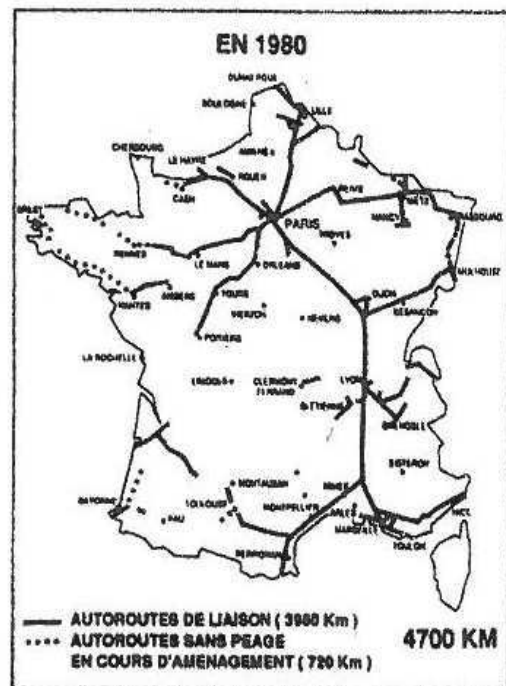 EN 1980
DUNKERQUE
BOULOGNE
LILLE
AMIENS
CHERBOURG
LE HAVRE
ROUEN
REIMS
METZ
CAEN
NANCY
STRASBOURG
BREST
PARIS
TROYES
RENNES
LE MANS
ORLEANS
MULHOUSE
ANGERS
TOURS
DIJON
NANTES
VIERZON
BESANCON
NEVERS
POITIERS
LA ROCHELLE
LIMOGES
CLERMONT
FERRAND
LYON
ST ETIENNE
GRENOBLE
SISTERON
MONTAUBAN
NIMES
BAYONNE
TOULOUSE
MONTPELLIER
ARLES
NICE
PAU
MARSEILLE
TOULON
PERPIGNAN
AUTOROUTES DE LIAISON ( 3980 Km )
AUTOROUTES SANS PEAGE
EN COURS D'AMENAGEMENT ( 720 Km )
4700 KM